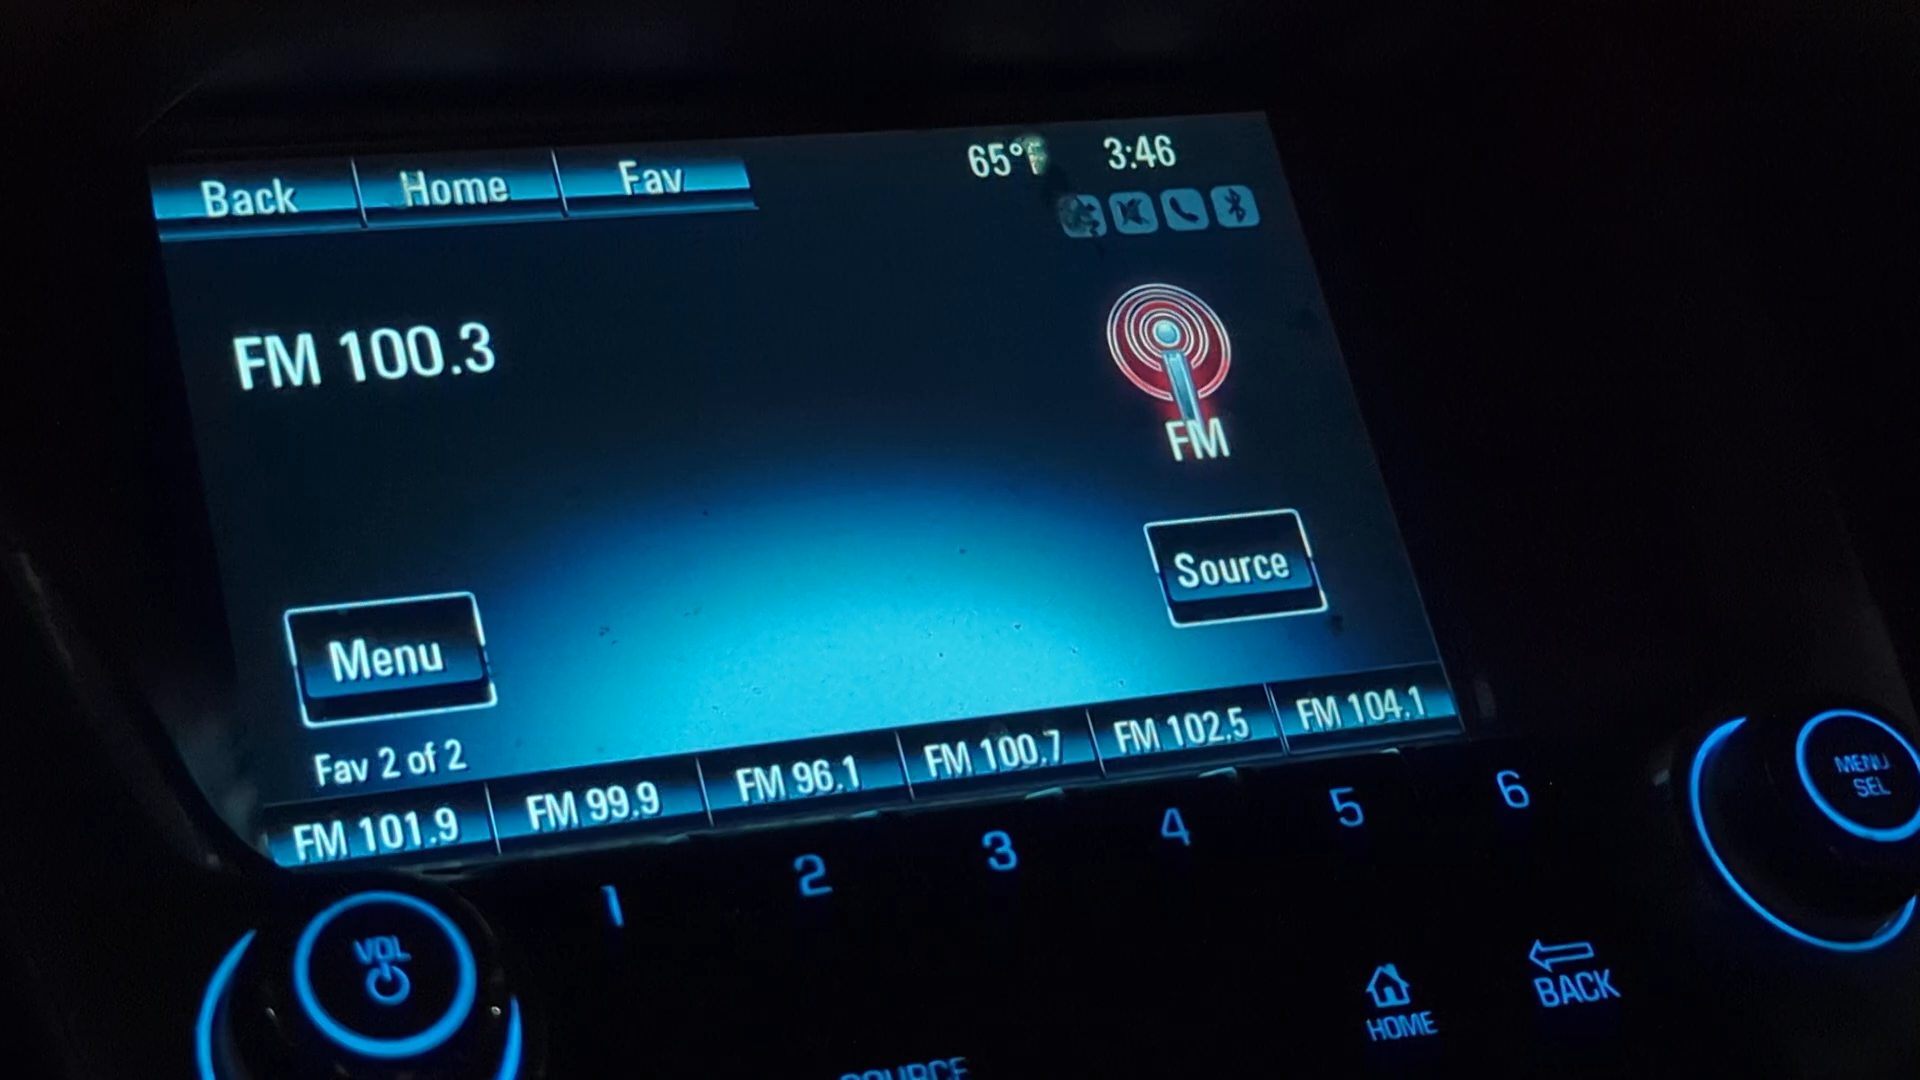 Back Home Fav 65°F 3:46
FM 100.3
FM
Source
Menu
Fav 2 of 2
FM 101.9 FM 99.9 FM 96.1 FM 100.7 FM 102.5 FM 104.1
1 2 3 4 5 6
MENU
SEL
VOL
HOME
BACK
SOURCE